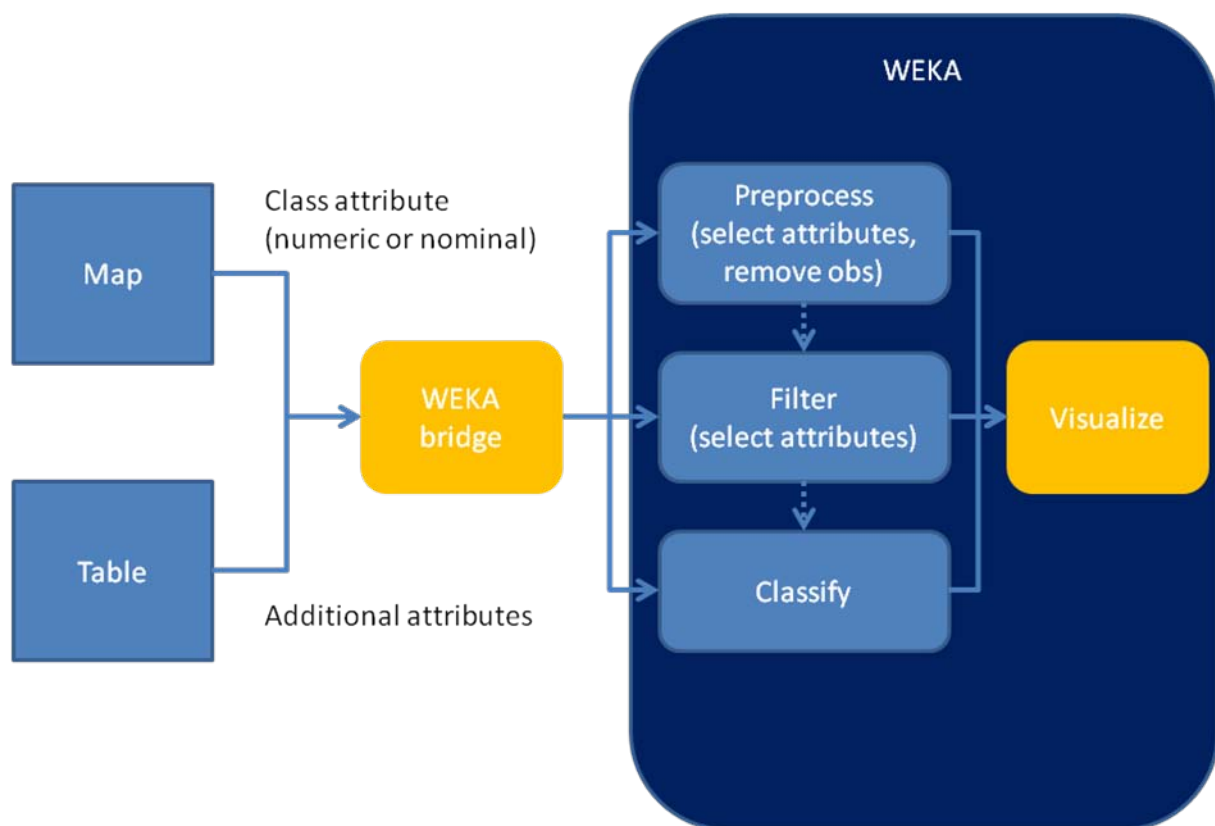 WEKA
Class attribute
(numeric or nominal)
Map
Preprocess
(select attributes,
remove obs)
WEKA
bridge
Filter
(select attributes)
Visualize
Table
Additional attributes
Classify